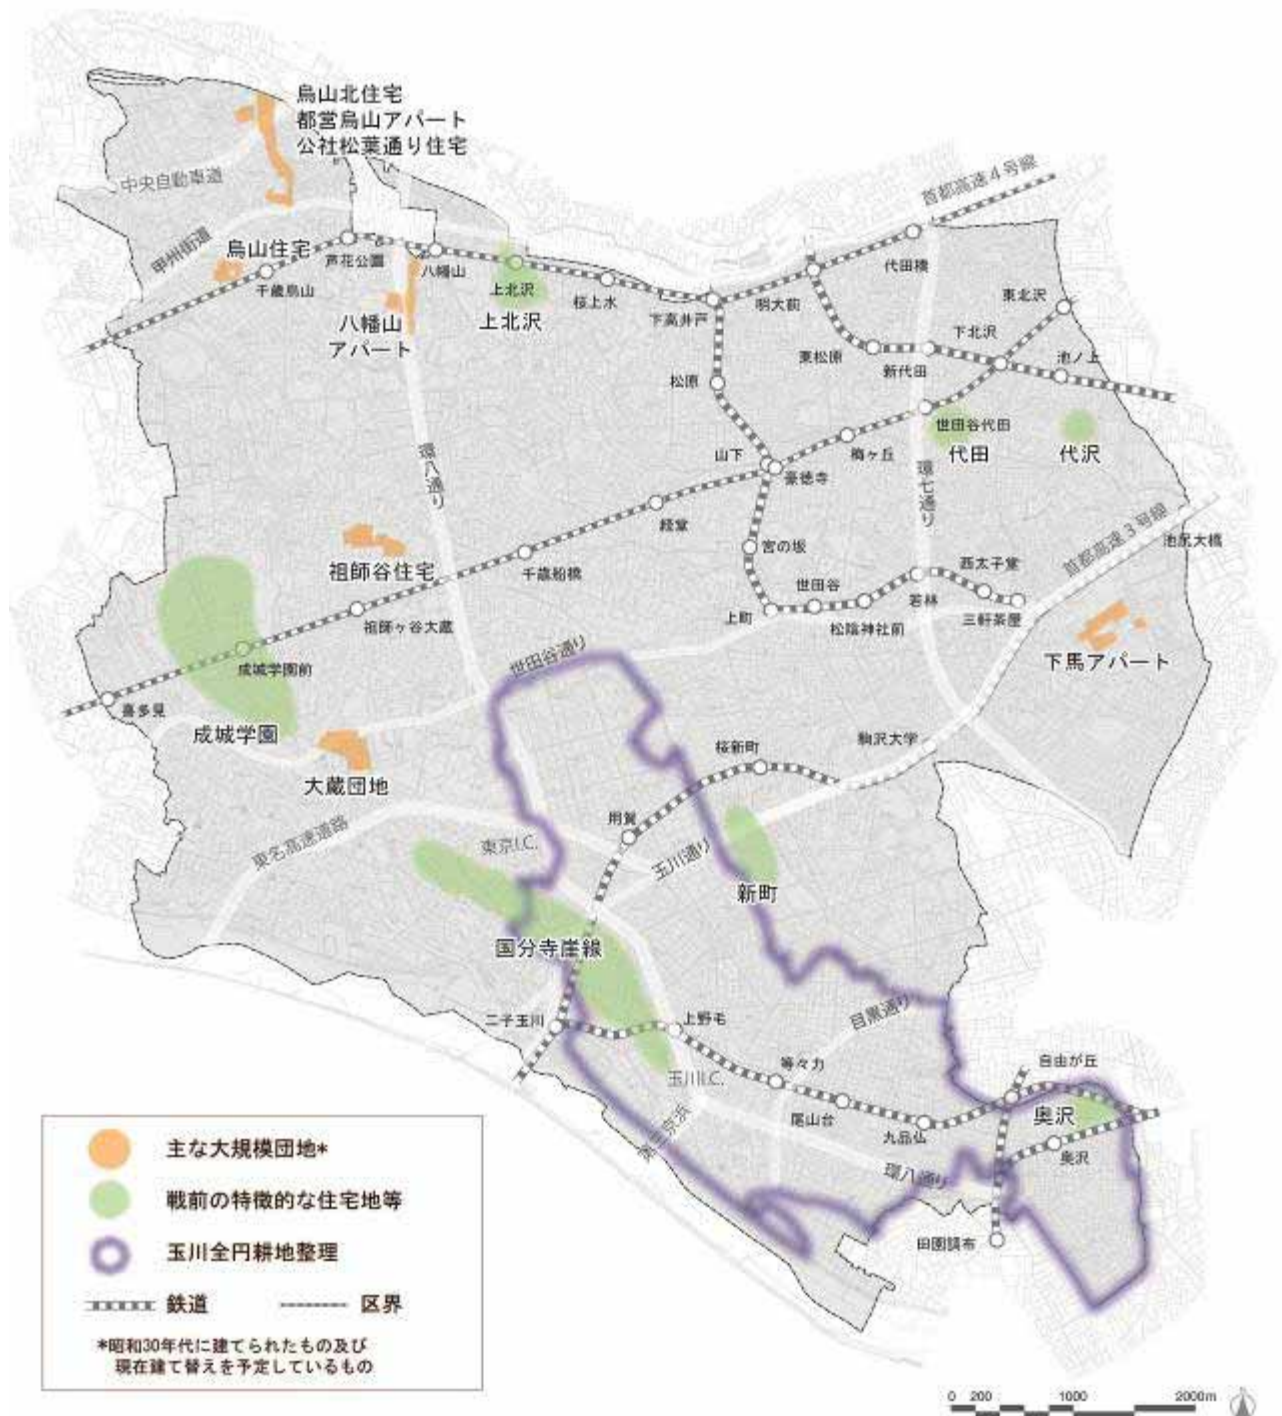 烏山北住宅
都営烏山アパート
公社松葉通り住宅
中央自動車道
首都高速4号線
甲州街道
烏山住宅
芦花公園
千歳烏山
八幡山
八幡山
アパート
上北沢
上北沢
桜上水
下高井戸
明大前
代田橋
東北沢
下北沢
東松原
新代田
池ノ上
松原
世田谷代田
代田
代沢
山下
豪徳寺
梅ヶ丘
環八通り
環七通り
経堂
宮の坂
首都高速3号線
池尻大橋
祖師谷住宅
千歳船橋
世田谷
西太子堂
若林
上町
松陰神社前
三軒茶屋
祖師ヶ谷大蔵
下馬アパート
世田谷通り
成城学園前
喜多見
成城学園
大蔵団地
桜新町
駒沢大学
用賀
東名高速道路
東京I.C.
玉川通り
新町
国分寺崖線
二子玉川
上野毛
目黒通り
等々力
自由が丘
玉川I.C.
尾山台
九品仏
奥沢
奥沢
第三京浜
環八通り
田園調布
主な大規模団地*
戦前の特徴的な住宅地等
玉川全円耕地整理
鉄道
区界
*昭和30年代に建てられたもの及び
現在建て替えを予定しているもの
0 200 1000 2000m